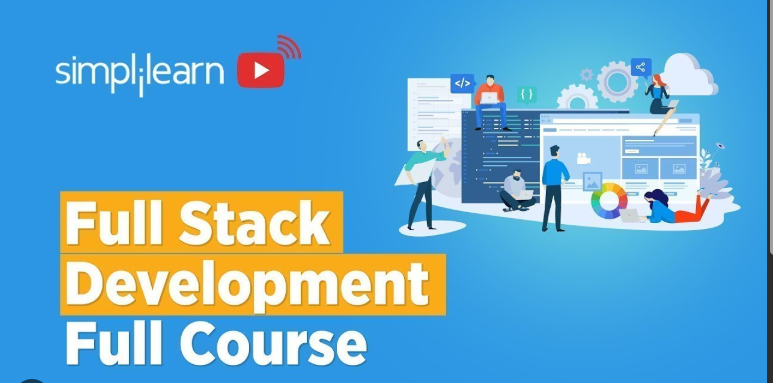 simplilearn
</>
{ }
Full Stack
Development
Full Course